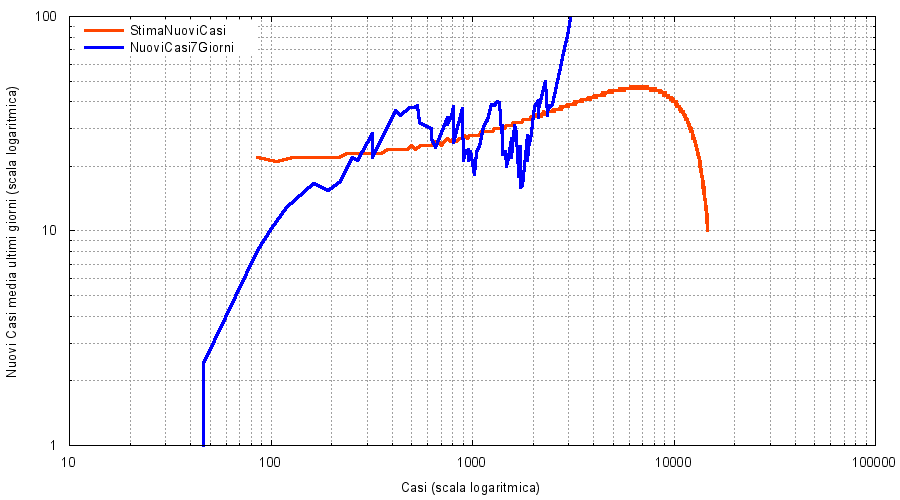 StimaNuoviCasi
NuoviCasi7Giorni
Nuovi Casi media ultimi giorni (scala logaritmica)
100
10
1
10 100 1000 10000 100000
Casi (scala logaritmica)